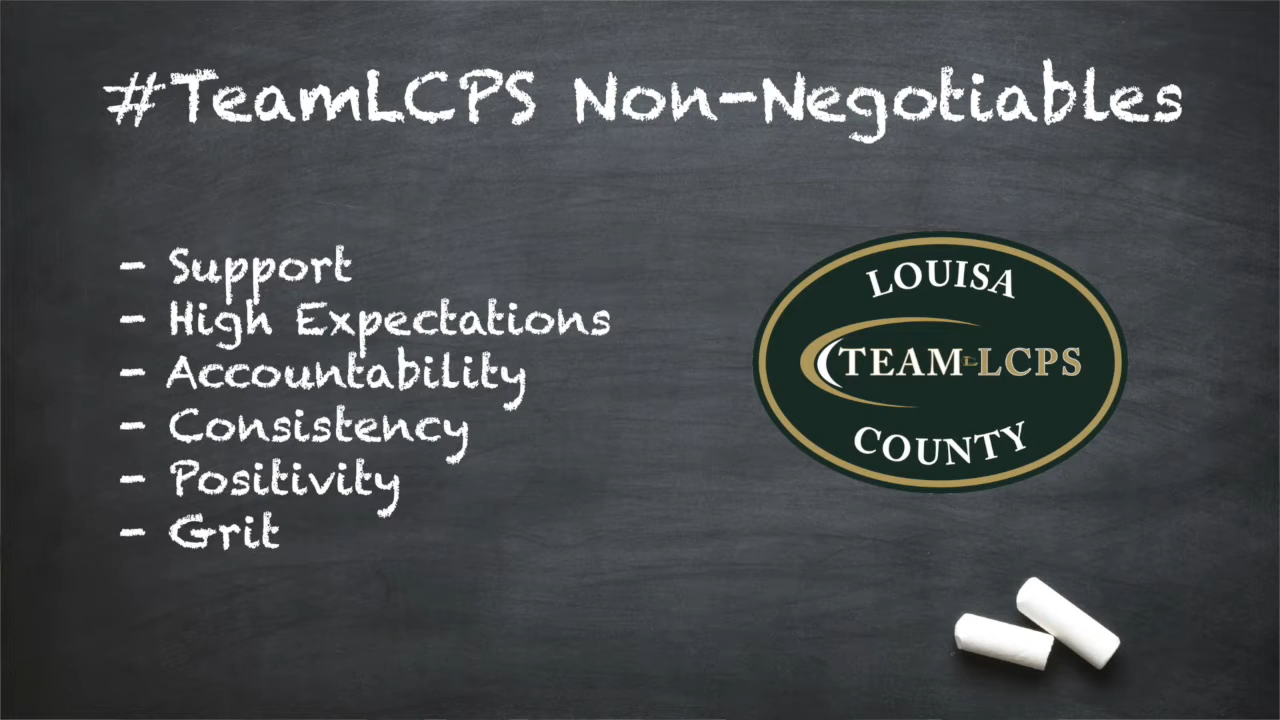 #TeamLCPS Non-Negotiables
- Support
- High Expectations
- Accountability
- Consistency
- Positivity
- Grit
LOUISA
TEAM LCPS
COUNTY